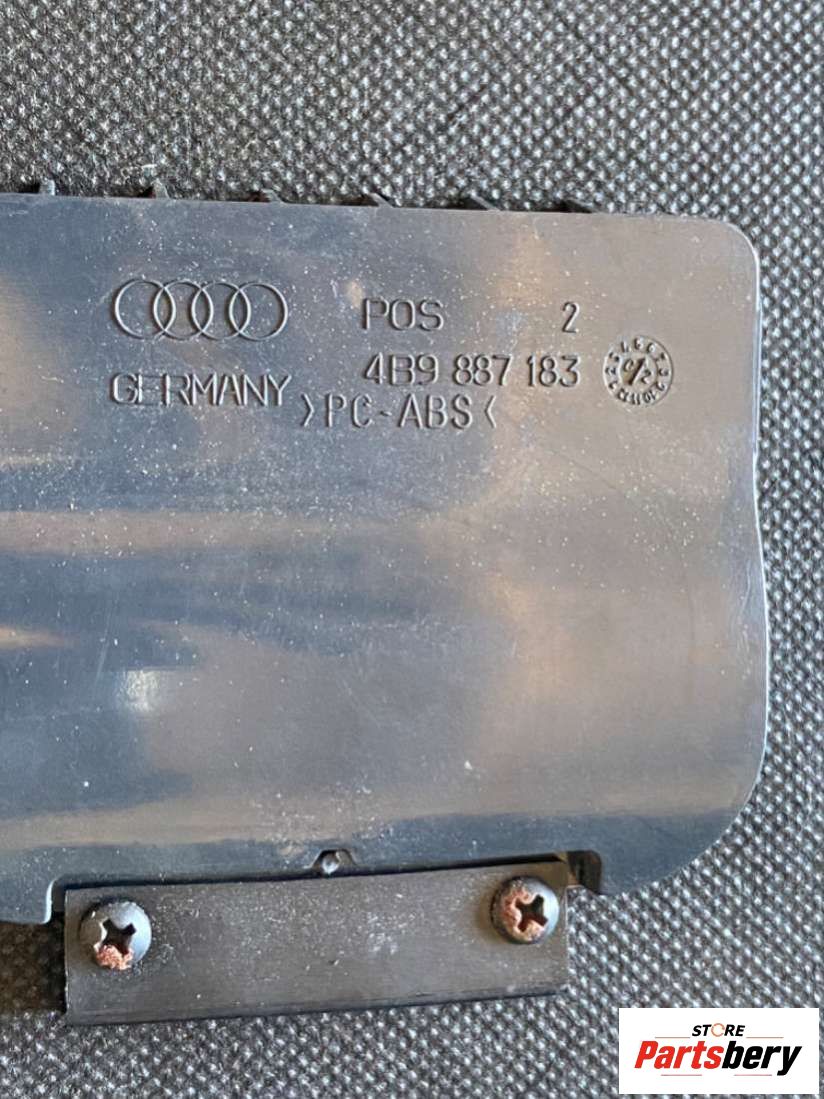 POS 2
4B9 887 183
GERMANY
>PC-ABS<
STORE
Partsbery